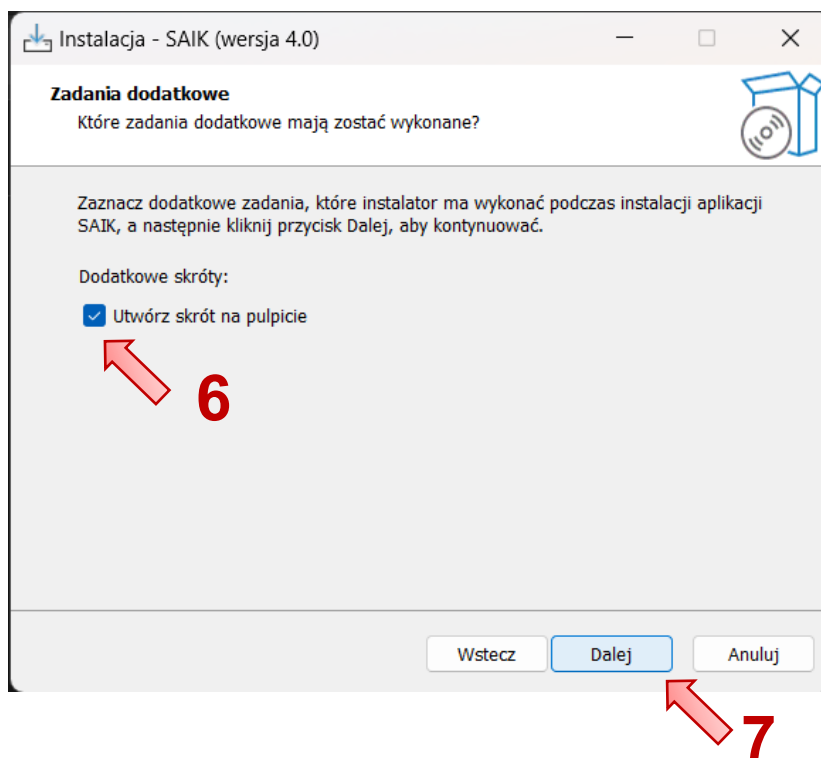 Instalacja - SAIK (wersja 4.0)
Zadania dodatkowe
Które zadania dodatkowe mają zostać wykonane?
Zaznacz dodatkowe zadania, które instalator ma wykonać podczas instalacji aplikacji
SAIK, a następnie kliknij przycisk Dalej, aby kontynuować.
Dodatkowe skróty:
Utwórz skrót na pulpicie
6
Wstecz Dalej Anuluj
7